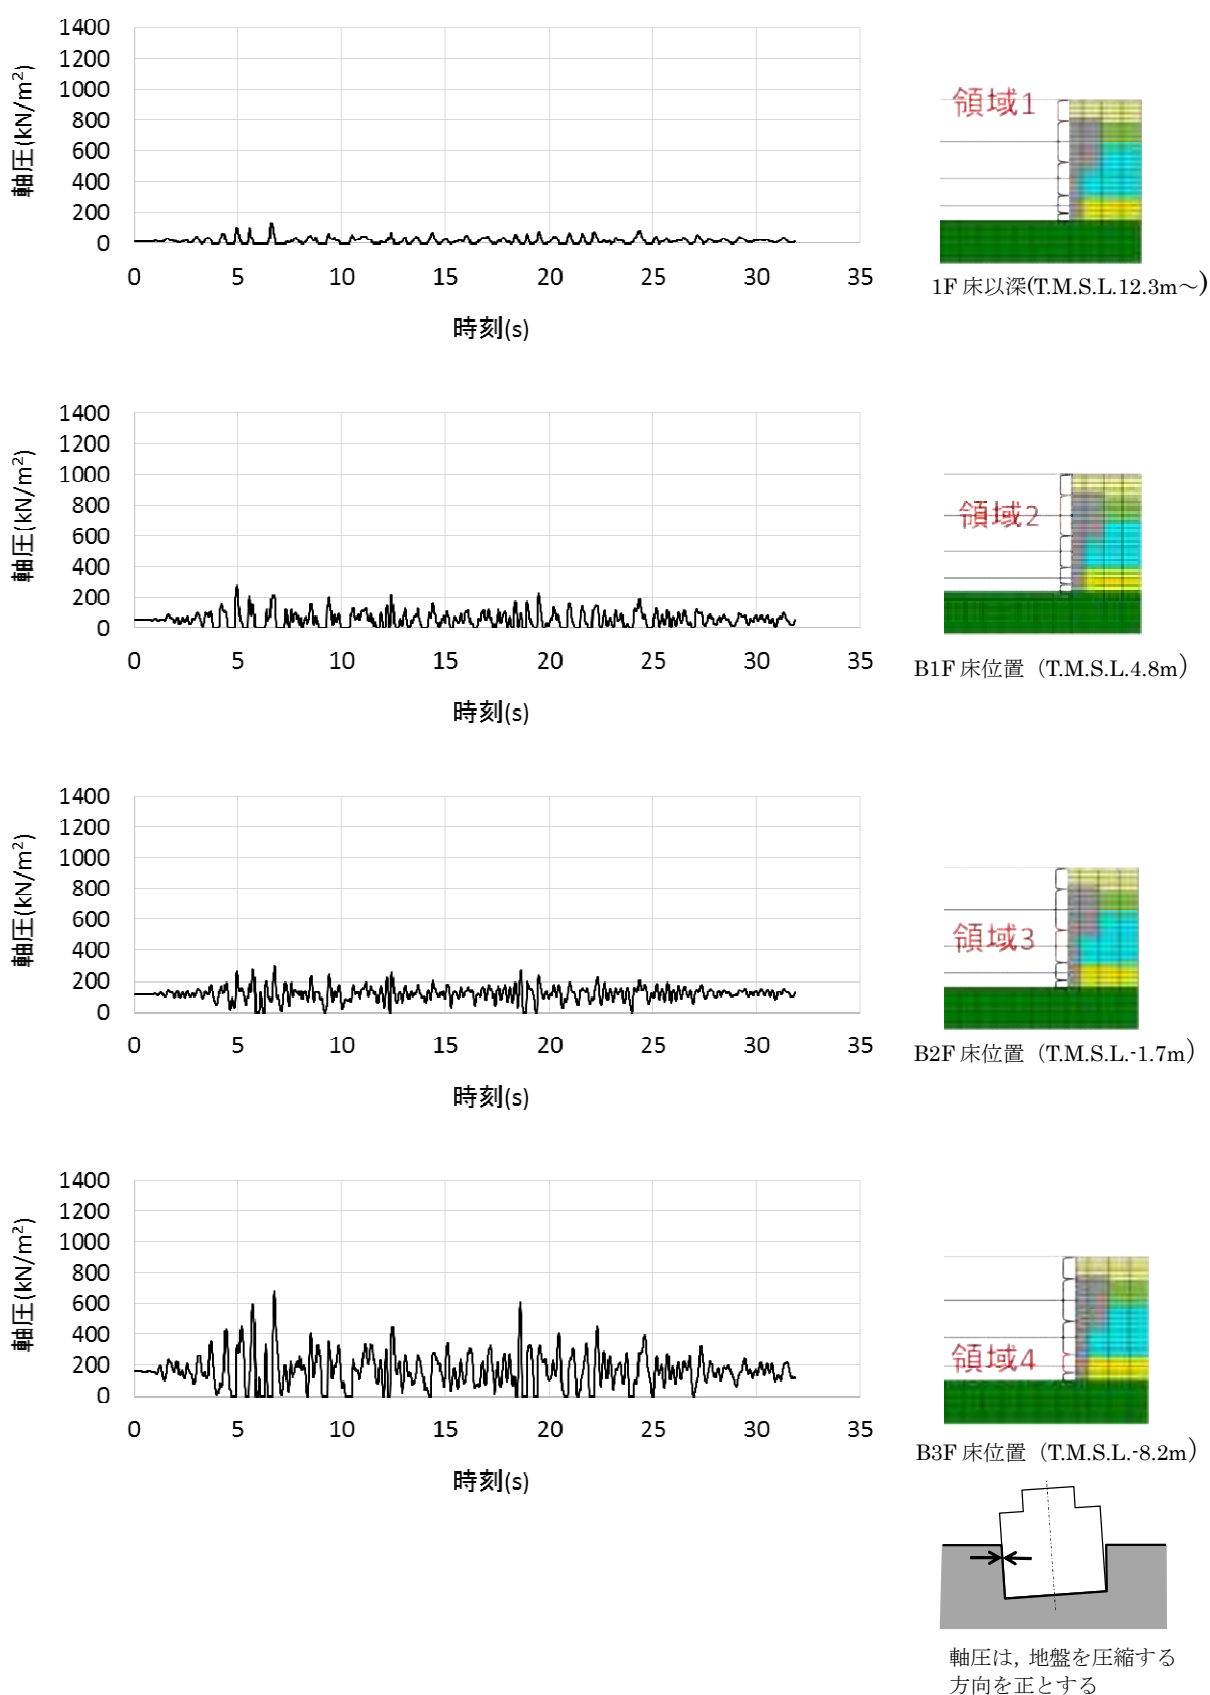 1400
1200
1000
800
600
400
200
0
軸圧(kN/m²)
0 5 10 15 20 25 30 35
時刻(s)
領域1
1F 床以深(T.M.S.L.12.3m～)
1400
1200
1000
800
600
400
200
0
軸圧(kN/m²)
0 5 10 15 20 25 30 35
時刻(s)
領域2
B1F 床位置（T.M.S.L.4.8m）
1400
1200
1000
800
600
400
200
0
軸圧(kN/m²)
0 5 10 15 20 25 30 35
時刻(s)
領域3
B2F 床位置（T.M.S.L.-1.7m）
1400
1200
1000
800
600
400
200
0
軸圧(kN/m²)
0 5 10 15 20 25 30 35
時刻(s)
領域4
B3F 床位置（T.M.S.L.-8.2m）
軸圧は，地盤を圧縮する
方向を正とする